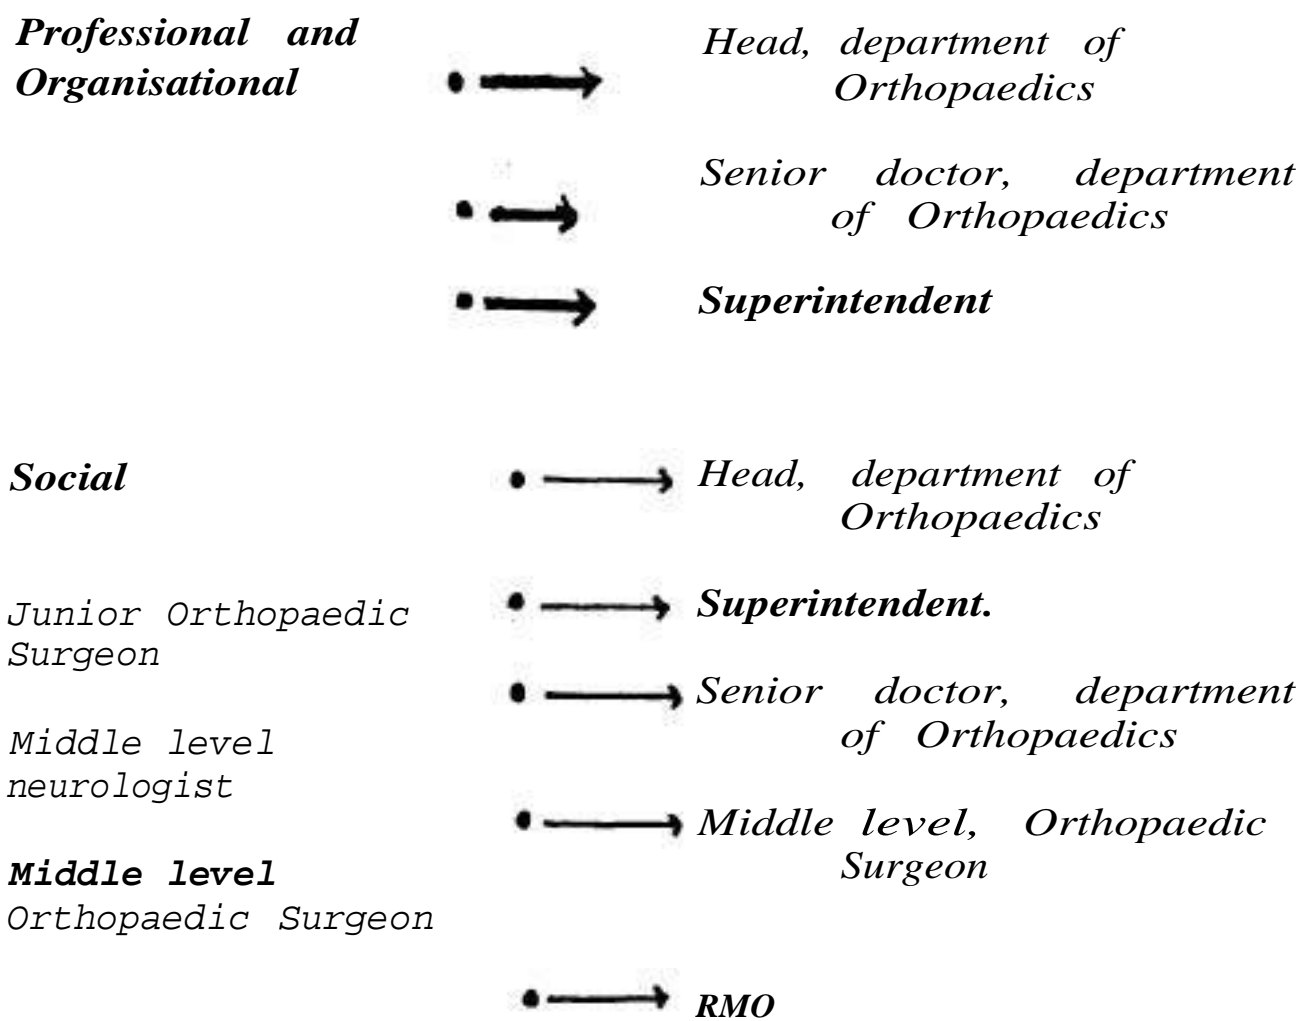 Professional and
Organisational
Head, department of
Orthopaedics
Senior doctor, department
of Orthopaedics
Superintendent
Social
Head, department of
Orthopaedics
Junior Orthopaedic
Surgeon
Superintendent.
Senior doctor, department
of Orthopaedics
Middle level
neurologist
Middle level, Orthopaedic
Surgeon
Middle level
Orthopaedic Surgeon
RMO